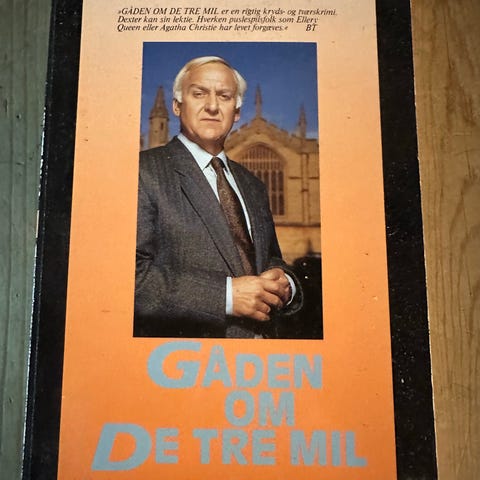 »GÅDEN OM DE TRE MIL er en rigtig kryds- og tværskrimi.
Dexter kan sin lektie. Hverken puslespilsfolk som Ellery
Queen eller Agatha Christie har levet forgæves.« BT
GÅDEN
OM
DE TRE MIL